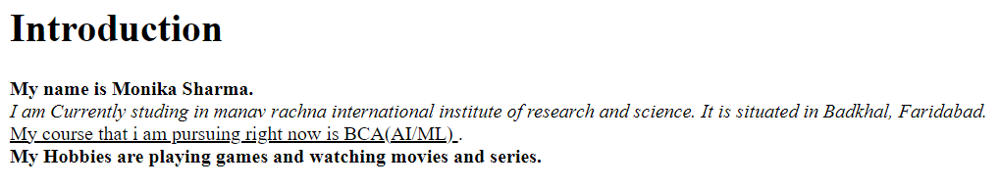 Introduction
My name is Monika Sharma.
I am Currently studing in manav rachna international institute of research and science. It is situated in Badkhal, Faridabad.
My course that i am pursuing right now is BCA(AI/ML) .
My Hobbies are playing games and watching movies and series.